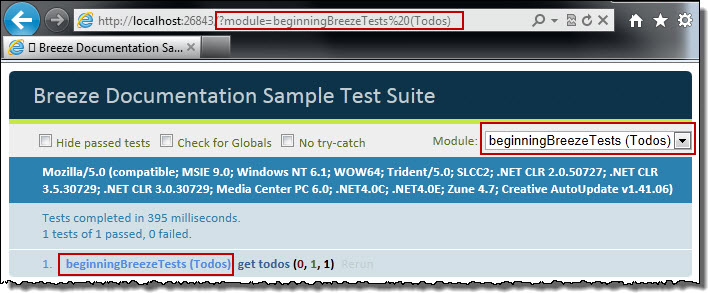 http://localhost:26843/?module=beginningBreezeTests%20(Todos)
Breeze Documentation Sa...
Breeze Documentation Sample Test Suite
Hide passed tests Check for Globals No try-catch Module: beginningBreezeTests (Todos)
Mozilla/5.0 (compatible; MSIE 9.0; Windows NT 6.1; WOW64; Trident/5.0; SLCC2; .NET CLR 2.0.50727; .NET CLR
3.5.30729; .NET CLR 3.0.30729; Media Center PC 6.0; .NET4.0C; .NET4.0E; Zune 4.7; Creative AutoUpdate v1.41.06)
Tests completed in 395 milliseconds.
1 tests of 1 passed, 0 failed.
1. beginningBreezeTests (Todos) get todos (0, 1, 1) Rerun